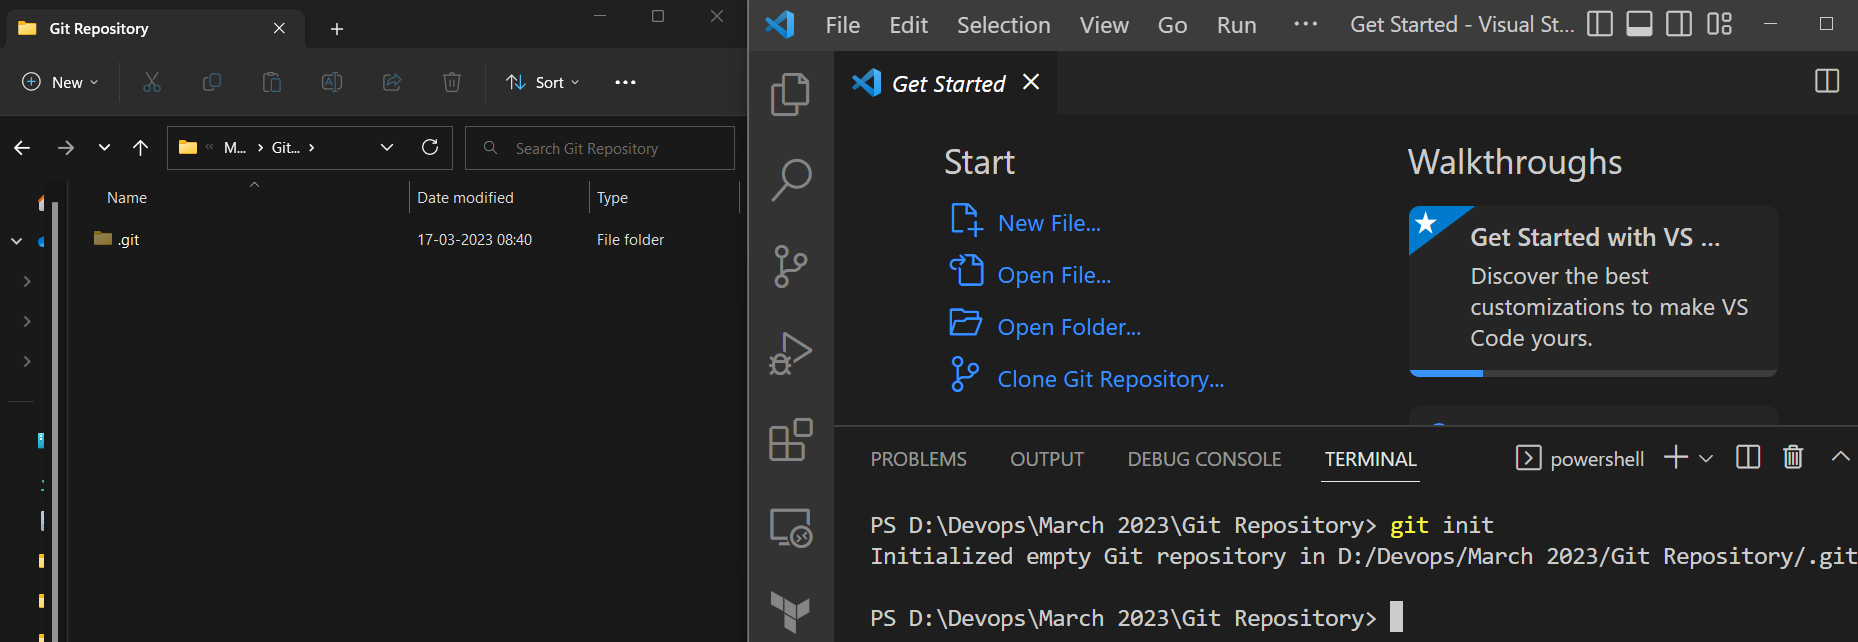 Git Repository
New
Sort
M... > Git... >
Search Git Repository
Name
Date modified
Type
.git
17-03-2023 08:40
File folder
File Edit Selection View Go Run ··· Get Started - Visual St...
Get Started
Start
New File...
Open File...
Open Folder...
Clone Git Repository...
Walkthroughs
Get Started with VS ...
Discover the best
customizations to make VS
Code yours.
PROBLEMS OUTPUT DEBUG CONSOLE TERMINAL
powershell
PS D:\Devops\March 2023\Git Repository> git init
Initialized empty Git repository in D:/Devops/March 2023/Git Repository/.git
PS D:\Devops\March 2023\Git Repository>